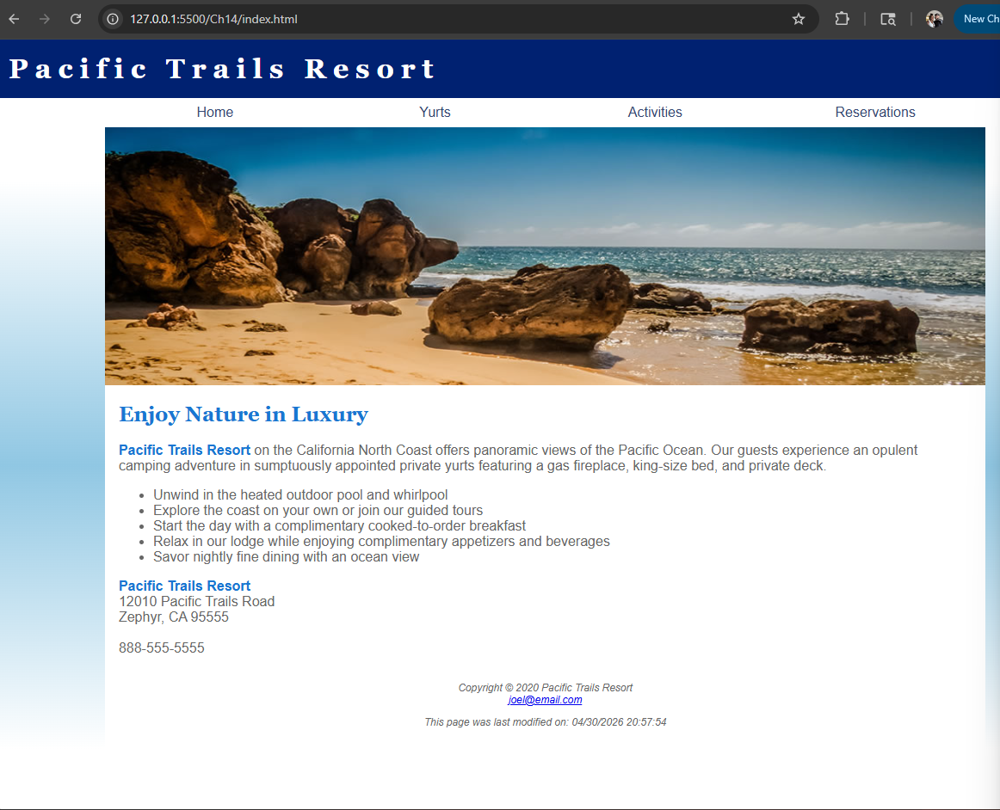 127.0.0.1:5500/Ch14/index.html
New Ch
Pacific Trails Resort
Home Yurts Activities Reservations
Enjoy Nature in Luxury
Pacific Trails Resort on the California North Coast offers panoramic views of the Pacific Ocean. Our guests experience an opulent
camping adventure in sumptuously appointed private yurts featuring a gas fireplace, king-size bed, and private deck.
• Unwind in the heated outdoor pool and whirlpool
• Explore the coast on your own or join our guided tours
• Start the day with a complimentary cooked-to-order breakfast
• Relax in our lodge while enjoying complimentary appetizers and beverages
• Savor nightly fine dining with an ocean view
Pacific Trails Resort
12010 Pacific Trails Road
Zephyr, CA 95555
888-555-5555
Copyright © 2020 Pacific Trails Resort
joel@email.com
This page was last modified on: 04/30/2026 20:57:54